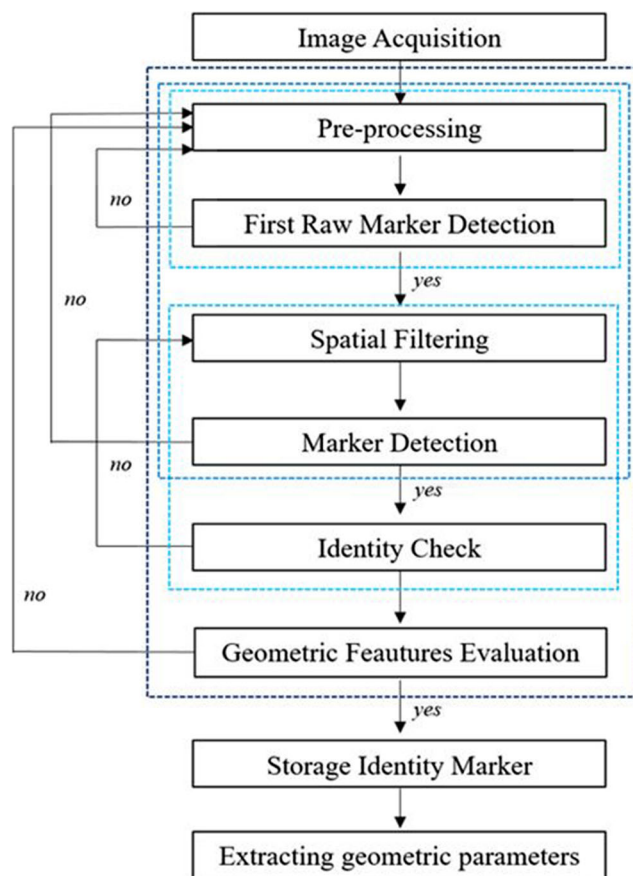 Image Acquisition
Pre-processing
no
First Raw Marker Detection
yes
no
Spatial Filtering
Marker Detection
no
yes
Identity Check
no
Geometric Feautures Evaluation
yes
Storage Identity Marker
Extracting geometric parameters